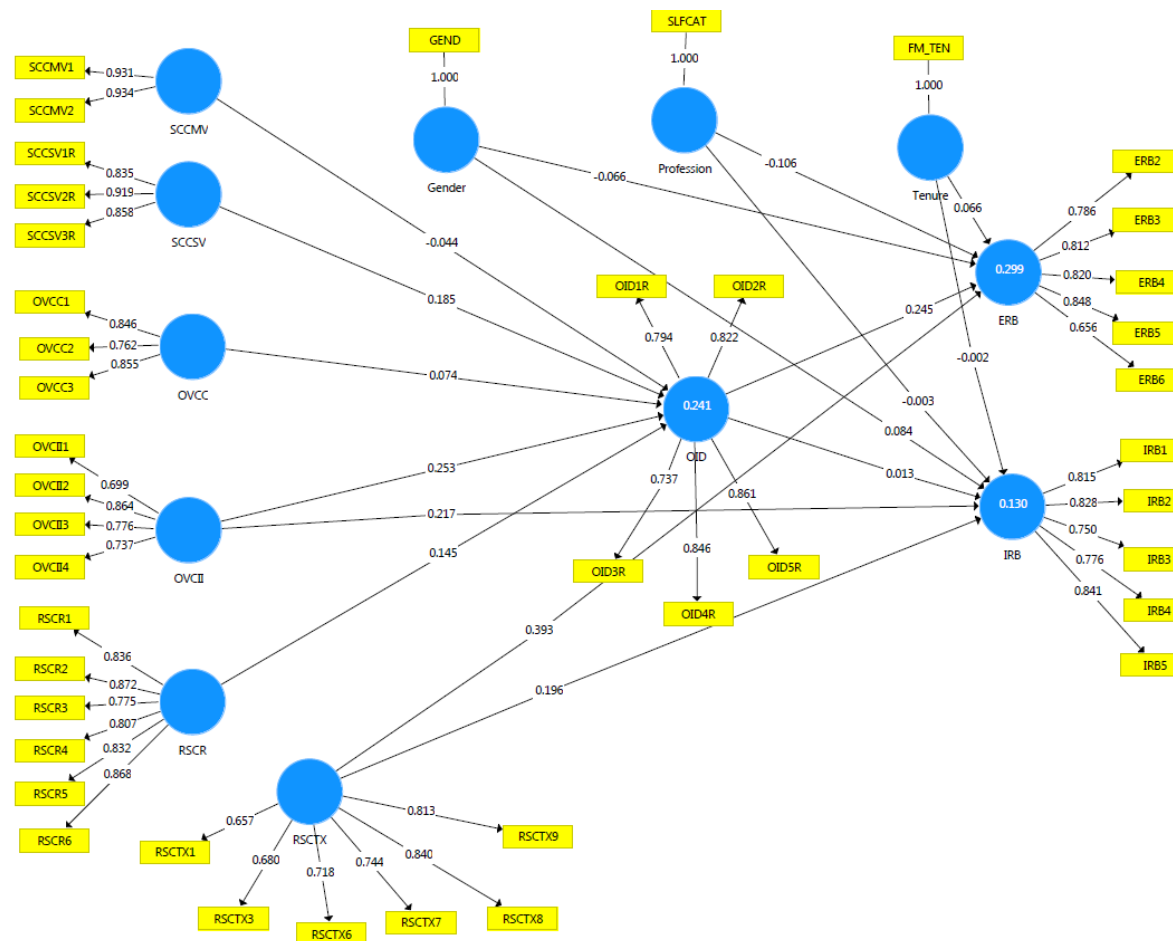 SLFCAT
GEND
FM_TEN
1.000
1.000
1.000
SCCMV1
0.931
SCCMV2
0.934
SCCMV
SCCSV1R
0.835
SCCSV2R
0.919
SCCSV3R
0.858
SCCSV
Gender
Profession
Tenure
-0.106
-0.066
0.066
ERB2
0.786
ERB3
0.812
ERB4
0.820
ERB5
0.848
ERB6
0.656
0.299
ERB
-0.044
0.185
OVCC1
0.846
OVCC2
0.762
OVCC3
0.855
OVCC
0.074
OID1R
0.794
OID2R
0.822
0.245
-0.002
-0.003
0.241
OID
0.084
0.013
OVCII1
0.699
OVCII2
0.864
OVCII3
0.776
OVCII4
0.737
OVCII
0.253
0.217
0.737
0.861
0.846
OID3R
OID5R
OID4R
IRB1
0.815
IRB2
0.828
IRB3
0.750
IRB4
0.776
IRB5
0.841
0.130
IRB
0.145
RSCR1
0.836
RSCR2
0.872
RSCR3
0.775
RSCR4
0.807
RSCR5
0.832
RSCR6
0.868
RSCR
0.393
0.196
RSCTX
0.657
RSCTX1
0.680
RSCTX3
0.718
RSCTX6
0.744
RSCTX7
0.840
RSCTX8
0.813
RSCTX9